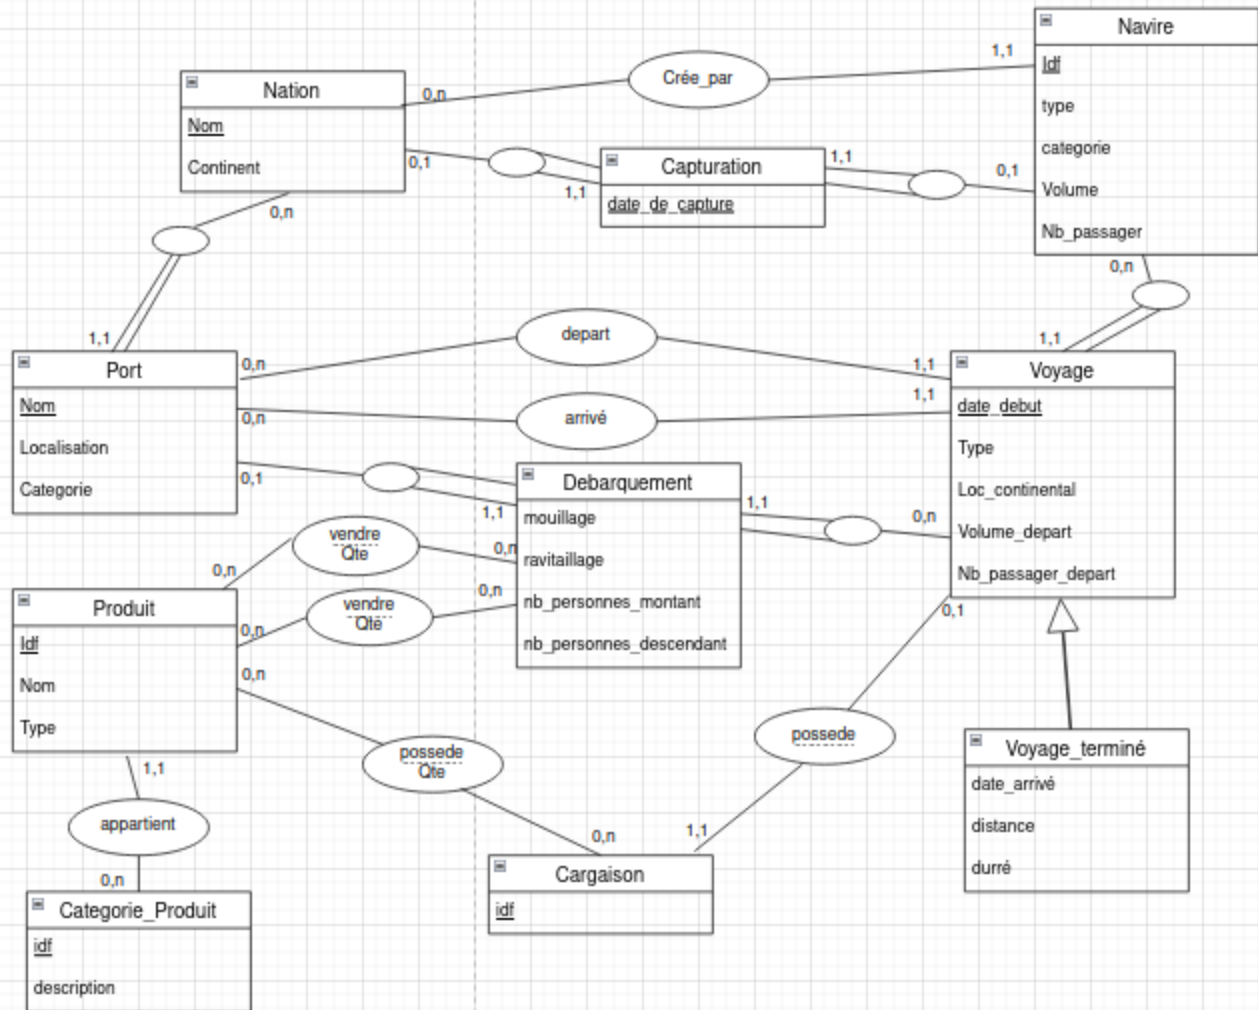 Navire
Idf
type
categorie
Volume
Nb_passager
Nation
Nom
Continent
0,n
Crée_par
1,1
0,1
1,1
Capturation
date_de_capture
1,1
0,1
0,n
1,1
0,n
1,1
Port
Nom
Localisation
Categorie
0,n
depart
1,1
0,n
arrivé
1,1
Voyage
date_debut
Type
Loc_continental
Volume_depart
Nb_passager_depart
0,1
1,1
Debarquement
mouillage
ravitaillage
nb_personnes_montant
nb_personnes_descendant
1,1
0,n
0,n
vendre
Qte
0,n
0,n
vendre
Qte
0,n
Produit
Idf
Nom
Type
0,n
possede
Qte
0,n
0,1
possede
1,1
Voyage_terminé
date_arrivé
distance
durré
1,1
appartient
0,n
Cargaison
idf
Categorie_Produit
idf
description